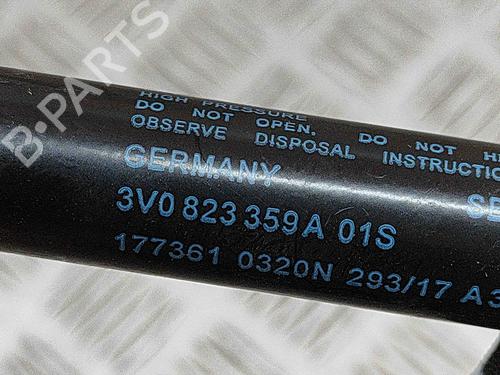 B-PARTS
HIGH PRESSURE
DO NOT OPEN. DO NOT
OBSERVE DISPOSAL INSTRUCTION
GERMANY
3V0 823 359A 01S
177361 0320N 293/17 A3